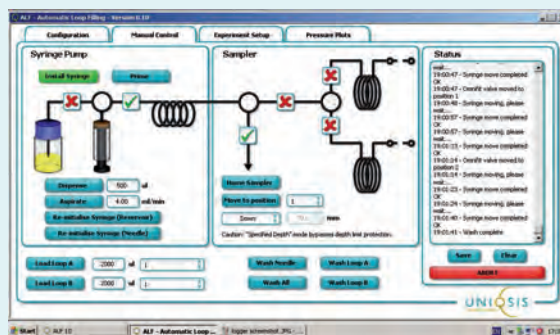 ALF - Automatic Loop Filling - Version 0.10
Configuration
Manual Control
Experiment Setup
Pressure Plots
Syringe Pump
Install Syringe
Prime
Dispense 500 ul
Aspirate 4.00 ml/min
Re-initialise Syringe (Reservoir)
Re-initialise Syringe (Needle)
Sampler
Home Sampler
Move to position 1
Down mm
Caution: "Specified Depth" mode bypasses depth limit protection.
Status
wait....
19:00:47 - Syringe move completed
OK
19:00:47 - Omnifit valve moved to
position 1
19:00:48 - Syringe moving, please
wait....
19:00:57 - Syringe move completed
OK
19:00:57 - Syringe moving, please
wait....
19:01:13 - Syringe move completed
OK
19:01:14 - Omnifit valve moved to
position 2
19:01:14 - Syringe moving, please
wait....
19:01:23 - Syringe move completed
OK
19:01:24 - Syringe moving, please
wait....
19:01:40 - Syringe move completed
OK
19:01:41 - Wash complete
Save
Clear
ABORT
Load Loop A 2000 ul 1
Load Loop B 2000 ul 1
Wash Needle
Wash Loop A
Wash All
Wash Loop B
UNIQSIS
Start
ALF 10
ALF - Automatic Loop ...
logger screenshot JPG - ...